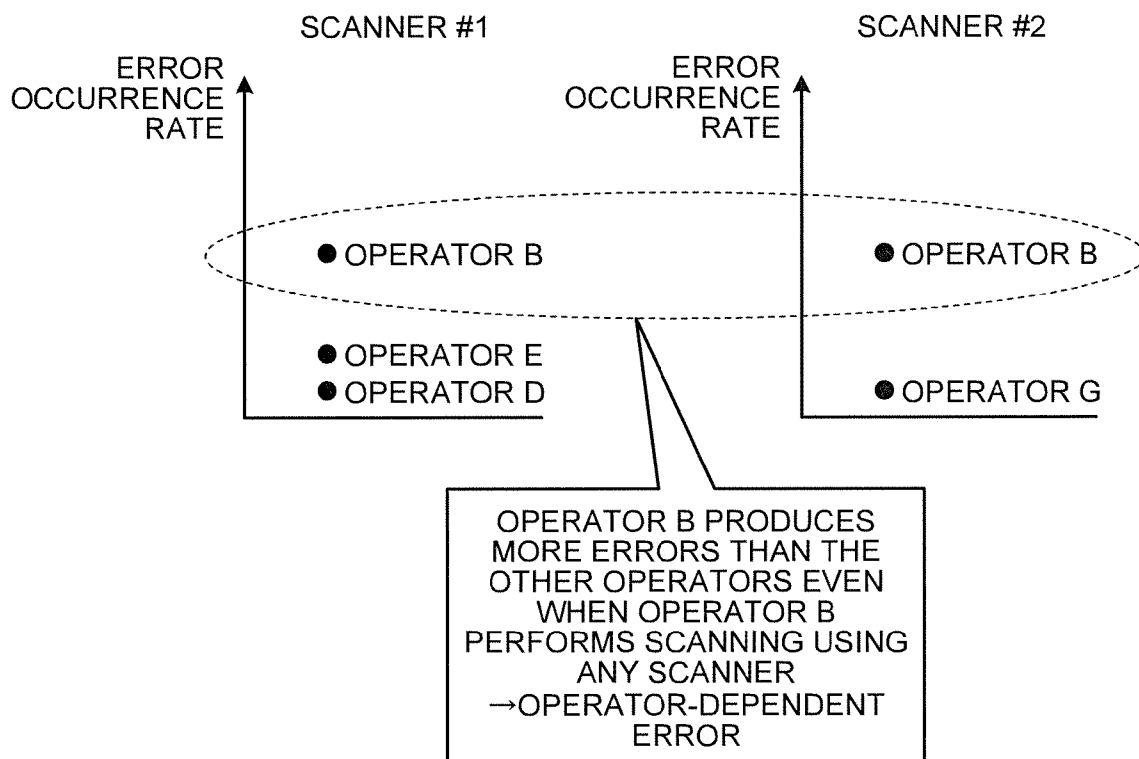 SCANNER #1
ERROR
OCCURRENCE
RATE
OPERATOR B
OPERATOR E
OPERATOR D
SCANNER #2
ERROR
OCCURRENCE
RATE
OPERATOR B
OPERATOR G
OPERATOR B PRODUCES
MORE ERRORS THAN THE
OTHER OPERATORS EVEN
WHEN OPERATOR B
PERFORMS SCANNING USING
ANY SCANNER
→OPERATOR-DEPENDENT
ERROR